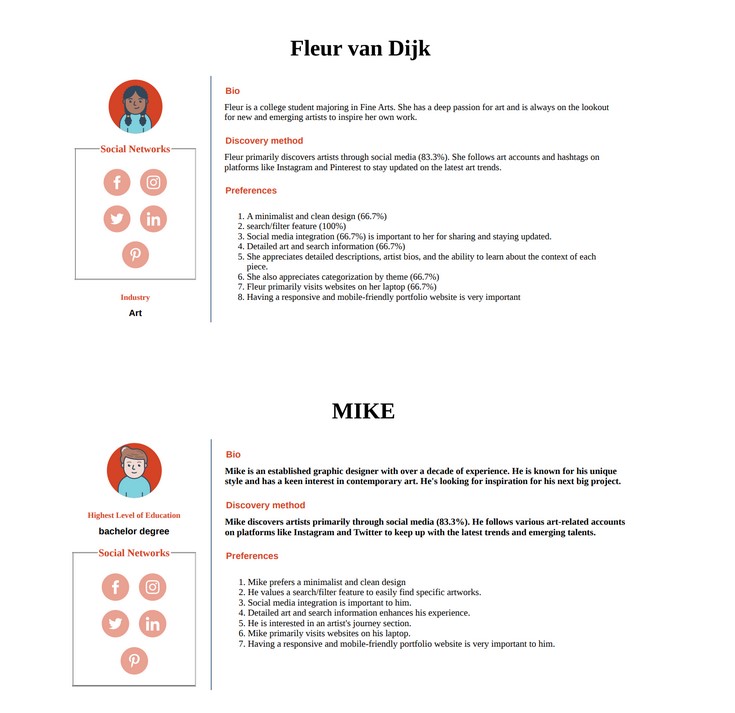 Fleur van Dijk
Social Networks
Industry
Art
Bio
Fleur is a college student majoring in Fine Arts. She has a deep passion for art and is always on the lookout
for new and emerging artists to inspire her own work.
Discovery method
Fleur primarily discovers artists through social media (83.3%). She follows art accounts and hashtags on
platforms like Instagram and Pinterest to stay updated on the latest art trends.
Preferences
1. A minimalist and clean design (66.7%)
2. search/filter feature (100%)
3. Social media integration (66.7%) is important to her for sharing and staying updated.
4. Detailed art and search information (66.7%)
5. She appreciates detailed descriptions, artist bios, and the ability to learn about the context of each
piece.
6. She also appreciates categorization by theme (66.7%)
7. Fleur primarily visits websites on her laptop (66.7%)
8. Having a responsive and mobile-friendly portfolio website is very important
MIKE
Highest Level of Education
bachelor degree
Social Networks
Bio
Mike is an established graphic designer with over a decade of experience. He is known for his unique
style and has a keen interest in contemporary art. He's looking for inspiration for his next big project.
Discovery method
Mike discovers artists primarily through social media (83.3%). He follows various art-related accounts
on platforms like Instagram and Twitter to keep up with the latest trends and emerging talents.
Preferences
1. Mike prefers a minimalist and clean design
2. He values a search/filter feature to easily find specific artworks.
3. Social media integration is important to him.
4. Detailed art and search information enhances his experience.
5. He is interested in an artist's journey section.
6. Mike primarily visits websites on his laptop.
7. Having a responsive and mobile-friendly portfolio website is very important to him.